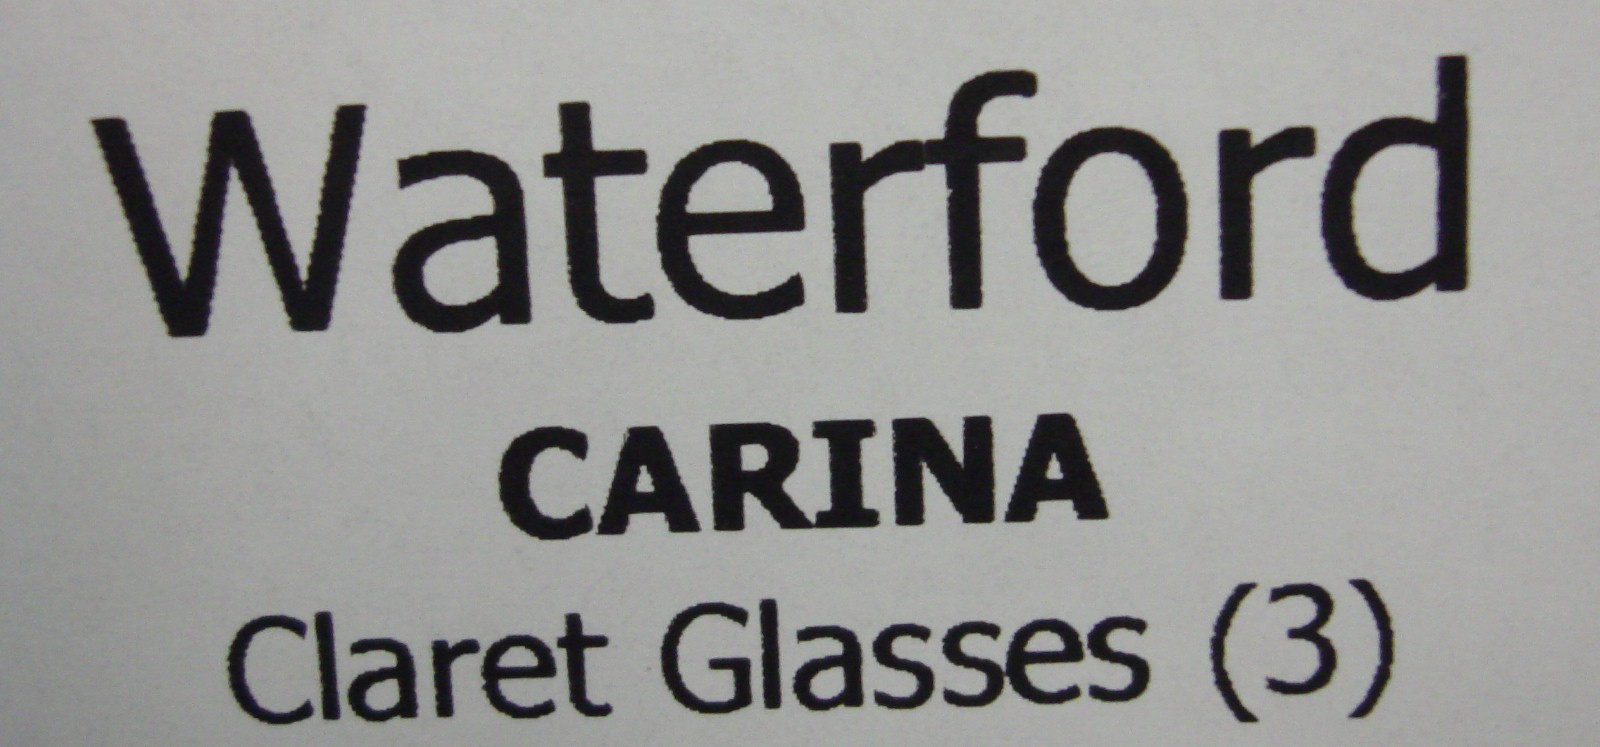 Waterford
CARINA
Claret Glasses (3)